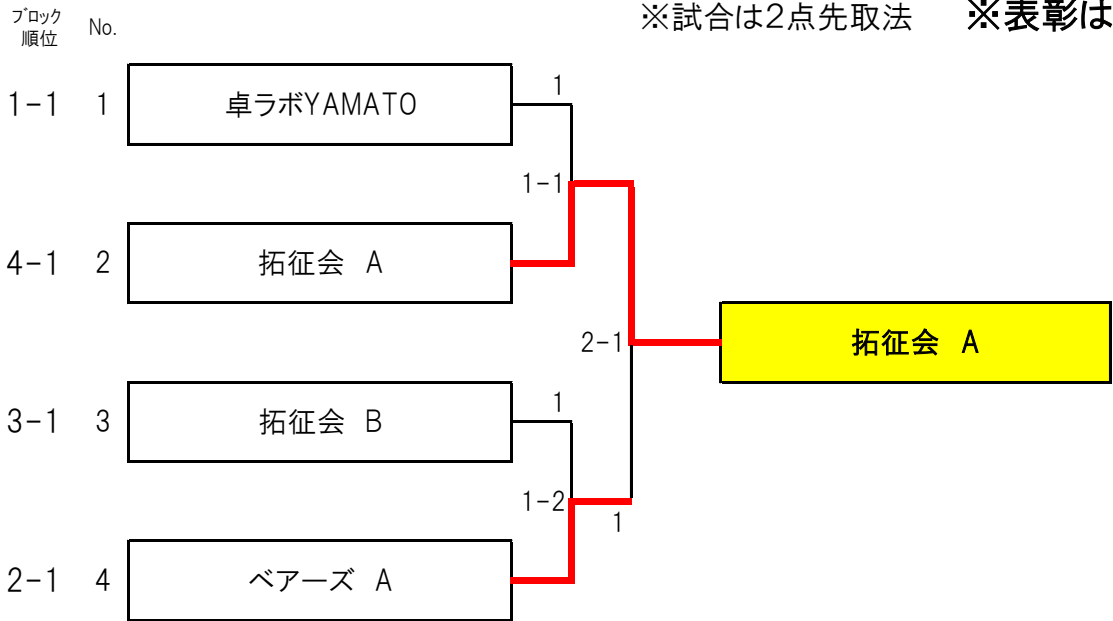 ※試合は2点先取法 ※表彰は
ブロック
順位 No.
1
1-1 1 卓ラボYAMATO
1-1
4-1 2 拓征会 A
2-1 拓征会 A
1
3-1 3 拓征会 B
1-2
1
2-1 4 ベアーズ A